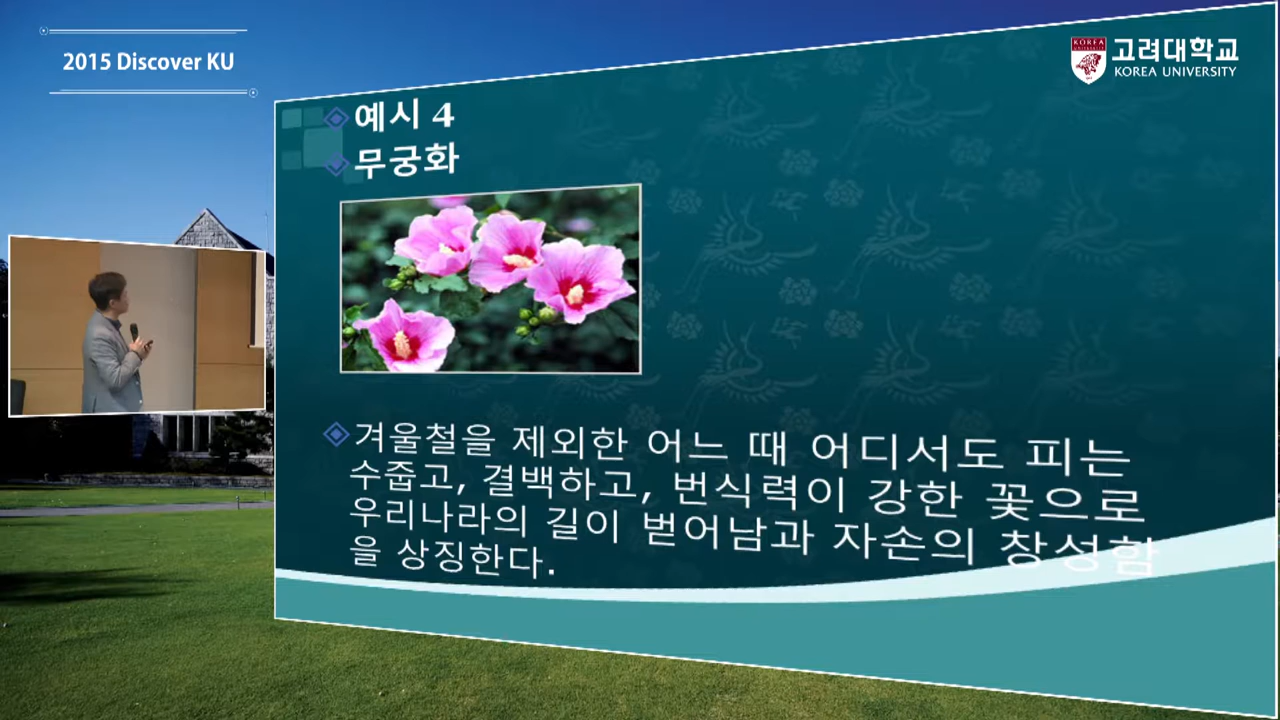 2015 Discover KU
KOREA
고려대학교
KOREA UNIVERSITY
예시 4
무궁화
겨울철을 제외한 어느 때 어디서도 피는
수줍고, 결백하고, 번식력이 강한 꽃으로
우리나라의 길이 벋어남과 자손의 창성함
을 상징한다.